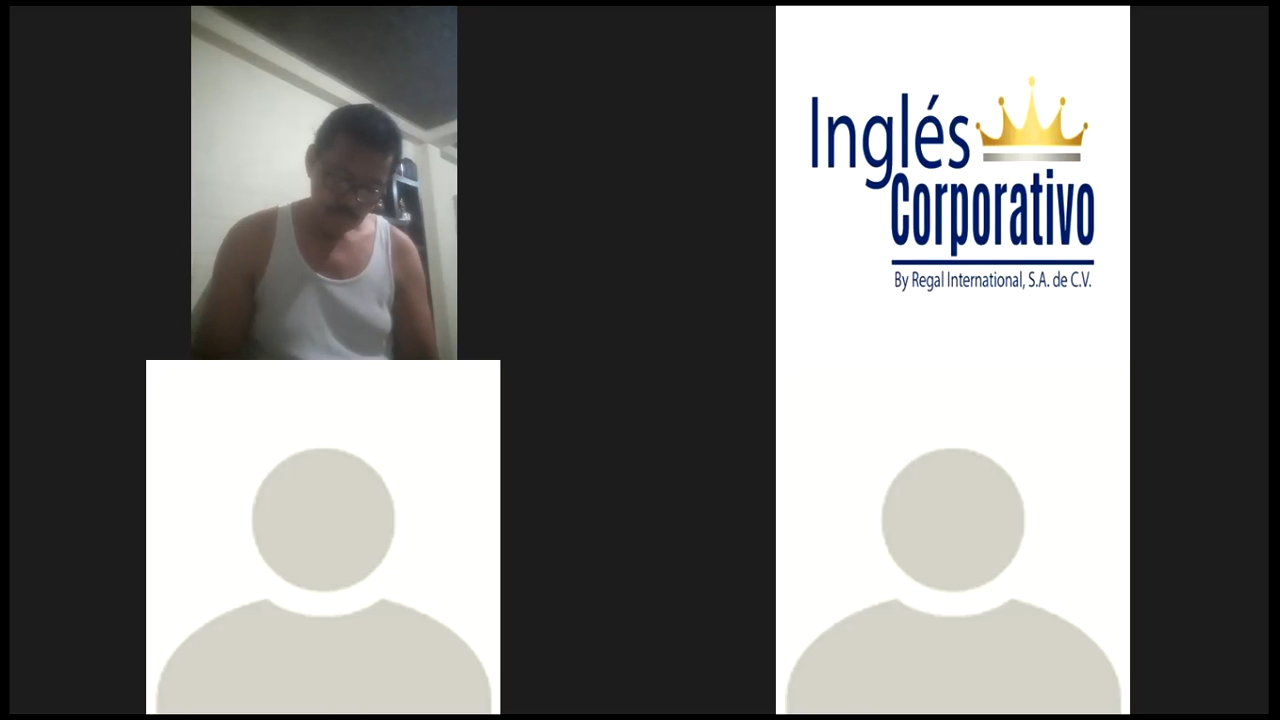 Inglés
Corporativo
By Regal International, S.A. de C.V.